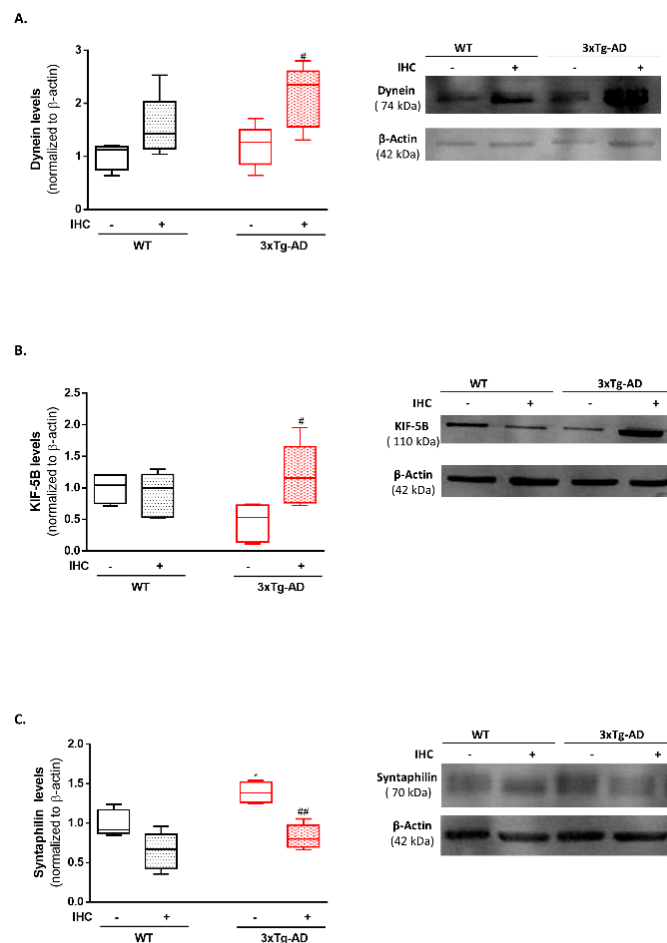 A.
Dynein levels
(normalized to β-actin)
3
2
1
0
#
IHC - + - +
WT 3xTg-AD
WT 3xTg-AD
IHC - + - +
Dynein
( 74 kDa)
β-Actin
(42 kDa)
B.
KIF-5B levels
(normalized to β-actin)
2.5
2.0
1.5
1.0
0.5
0.0
#
IHC - + - +
WT 3xTg-AD
WT 3xTg-AD
IHC - + - +
KIF-5B
( 110 kDa)
β-Actin
(42 kDa)
C.
Syntaphilin levels
(normalized to β-actin)
2.0
1.5
1.0
0.5
0.0
*
##
IHC - + - +
WT 3xTg-AD
WT 3xTg-AD
IHC - + - +
Syntaphilin
( 70 kDa)
β-Actin
(42 kDa)